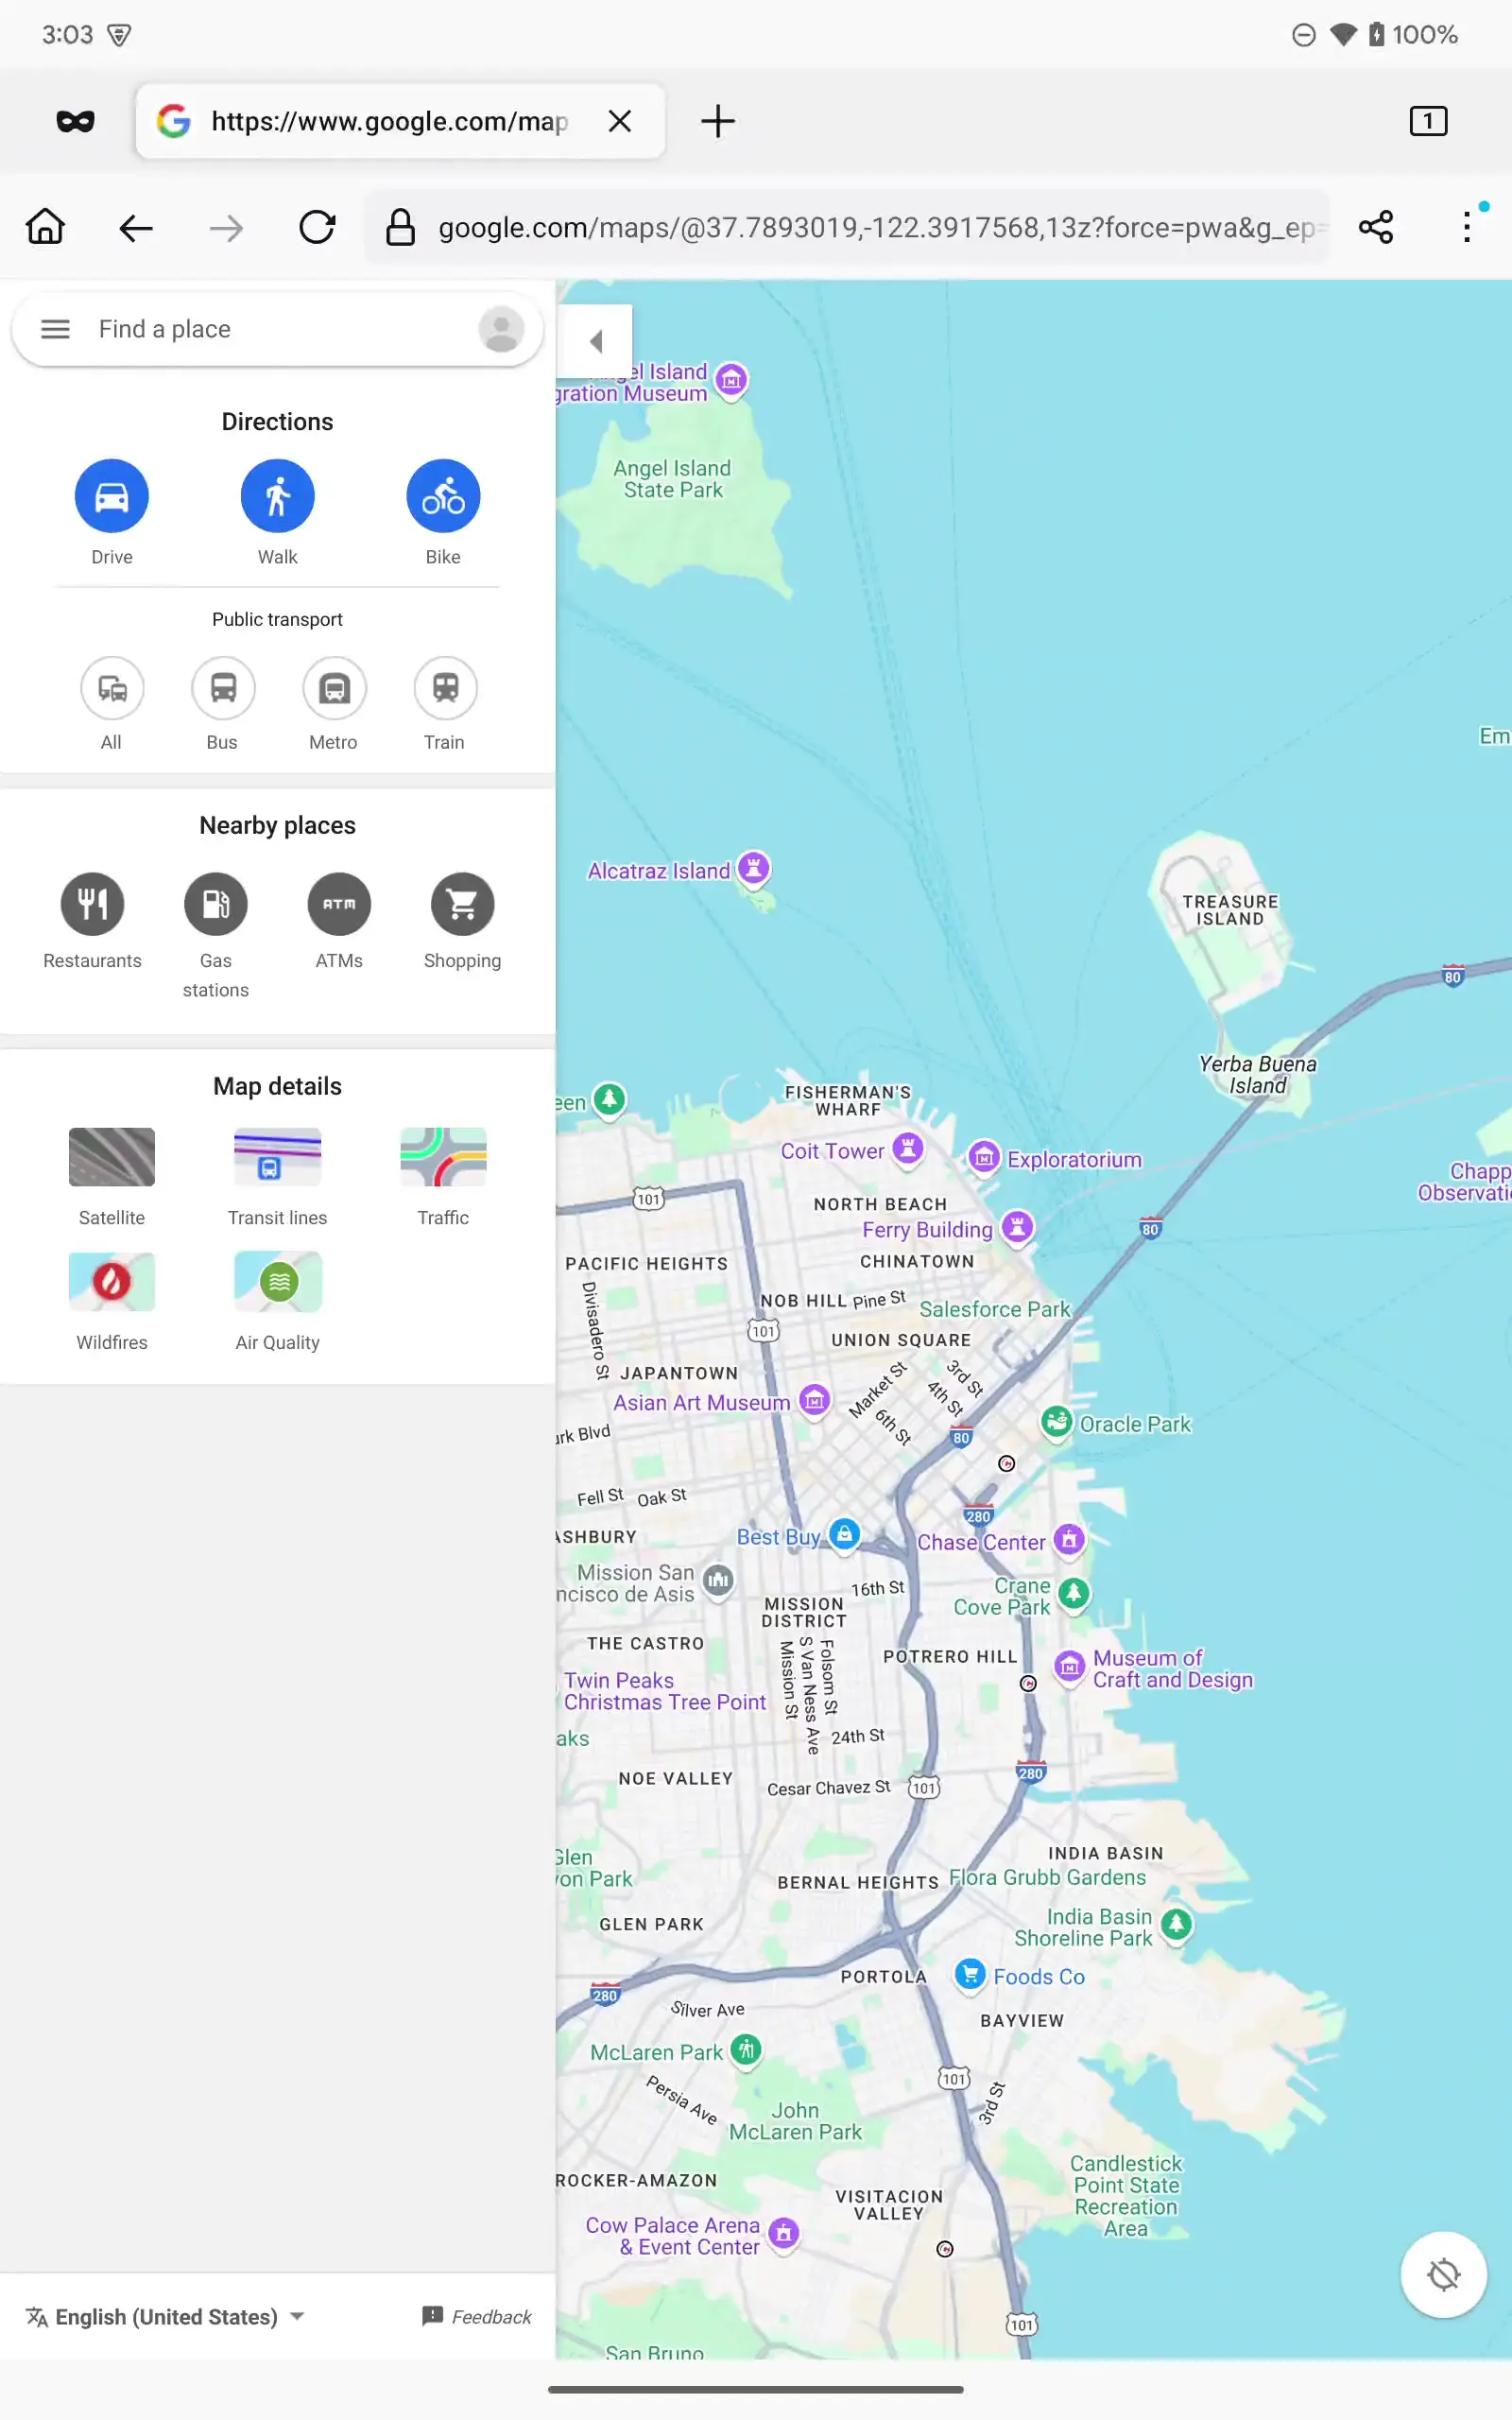 3:03
100%
https://www.google.com/map
1
google.com/maps/@37.7893019,-122.3917568,13z?force=pwa&g_ep=
Find a place
Directions
Drive
Walk
Bike
Public transport
All
Bus
Metro
Train
Nearby places
Restaurants
Gas
stations
ATM
ATMs
Shopping
Map details
Satellite
Transit lines
Traffic
Wildfires
Air Quality
English (United States)
Feedback
gel Island
gration Museum
Angel Island
State Park
Em
Alcatraz Island
TREASURE
ISLAND
80
Yerba Buena
Island
FISHERMAN'S
WHARF
een
Coit Tower
Exploratorium
Chapp
Observati
101
NORTH BEACH
Ferry Building
80
PACIFIC HEIGHTS
CHINATOWN
Divisadero St
NOB HILL
Pine St
Salesforce Park
101
UNION SQUARE
JAPANTOWN
Market St
3rd St
4th St
6th St
Asian Art Museum
Oracle Park
urk Blvd
80
Fell St
Oak St
280
ASHBURY
Best Buy
Chase Center
Mission San
ncisco de Asis
16th St
Crane
Cove Park
MISSION
DISTRICT
THE CASTRO
Mission St
S Van Ness Ave
Folsom St
POTRERO HILL
Museum of
Craft and Design
Twin Peaks
Christmas Tree Point
aks
24th St
NOE VALLEY
Cesar Chavez St
101
280
INDIA BASIN
Glen
yon Park
BERNAL HEIGHTS
Flora Grubb Gardens
GLEN PARK
India Basin
Shoreline Park
PORTOLA
Foods Co
280
Silver Ave
BAYVIEW
McLaren Park
101
Persia Ave
3rd St
John
McLaren Park
Candlestick
Point State
Recreation
Area
ROCKER-AMAZON
VISITACION
VALLEY
Cow Palace Arena
& Event Center
101
San Bruno